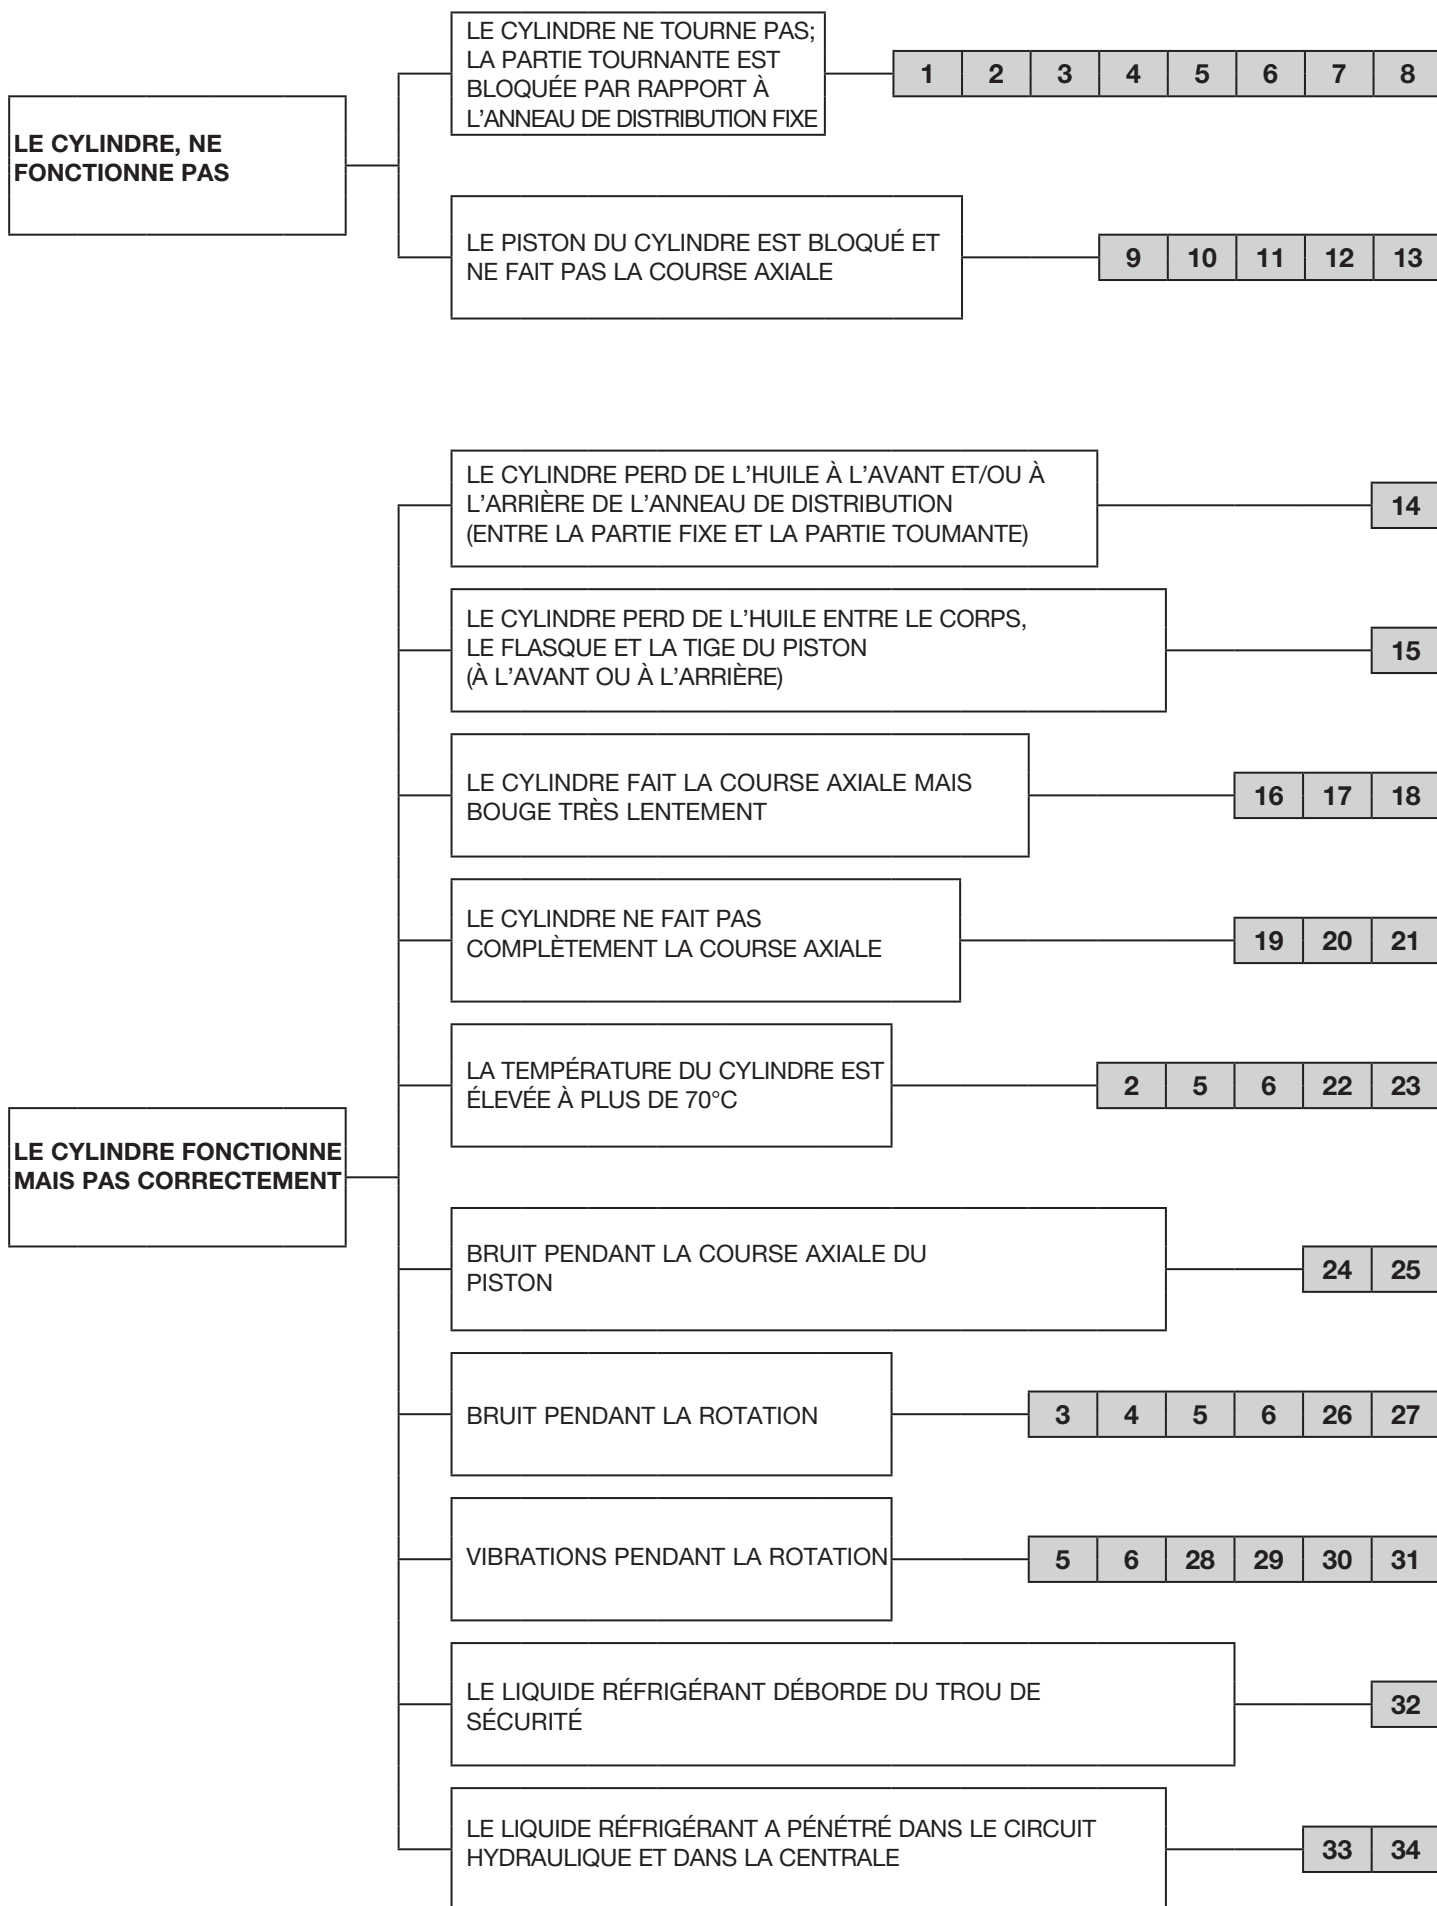 LE CYLINDRE, NE
FONCTIONNE PAS
LE CYLINDRE NE TOURNE PAS;
LA PARTIE TOURNANTE EST
BLOQUÉE PAR RAPPORT À
L'ANNEAU DE DISTRIBUTION FIXE
1 2 3 4 5 6 7 8
LE PISTON DU CYLINDRE EST BLOQUÉ ET
NE FAIT PAS LA COURSE AXIALE
9 10 11 12 13
LE CYLINDRE FONCTIONNE
MAIS PAS CORRECTEMENT
LE CYLINDRE PERD DE L'HUILE À L'AVANT ET/OU À
L'ARRIÈRE DE L'ANNEAU DE DISTRIBUTION
(ENTRE LA PARTIE FIXE ET LA PARTIE TOUMANTE)
14
LE CYLINDRE PERD DE L'HUILE ENTRE LE CORPS,
LE FLASQUE ET LA TIGE DU PISTON
(À L'AVANT OU À L'ARRIÈRE)
15
LE CYLINDRE FAIT LA COURSE AXIALE MAIS
BOUGE TRÈS LENTEMENT
16 17 18
LE CYLINDRE NE FAIT PAS
COMPLÈTEMENT LA COURSE AXIALE
19 20 21
LA TEMPÉRATURE DU CYLINDRE EST
ÉLEVÉE À PLUS DE 70°C
2 5 6 22 23
BRUIT PENDANT LA COURSE AXIALE DU
PISTON
24 25
BRUIT PENDANT LA ROTATION
3 4 5 6 26 27
VIBRATIONS PENDANT LA ROTATION
5 6 28 29 30 31
LE LIQUIDE RÉFRIGÉRANT DÉBORDE DU TROU DE
SÉCURITÉ
32
LE LIQUIDE RÉFRIGÉRANT A PÉNÉTRÉ DANS LE CIRCUIT
HYDRAULIQUE ET DANS LA CENTRALE
33 34